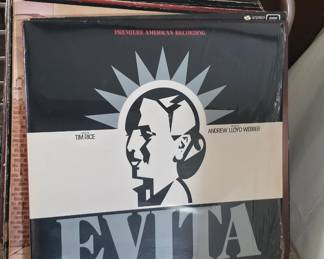 PREMIERE AMERICAN RECORDING
STEREO
TIM RICE
ANDREW LLOYD WEBBER
EVITA